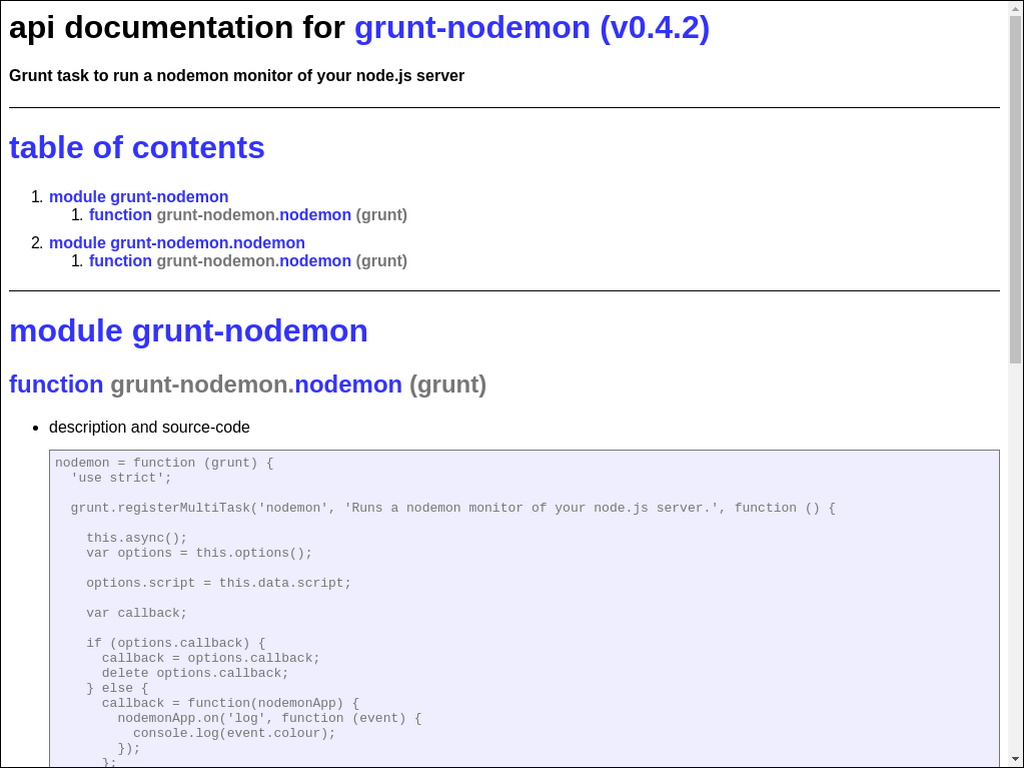 api documentation for grunt-nodemon (v0.4.2)
Grunt task to run a nodemon monitor of your node.js server
table of contents
1. module grunt-nodemon
1. function grunt-nodemon.nodemon (grunt)
2. module grunt-nodemon.nodemon
1. function grunt-nodemon.nodemon (grunt)
module grunt-nodemon
function grunt-nodemon.nodemon (grunt)
• description and source-code
nodemon = function (grunt) {
  'use strict';
  grunt.registerMultiTask('nodemon', 'Runs a nodemon monitor of your node.js server.', function () {
    this.async();
    var options = this.options();
    options.script = this.data.script;
    var callback;
    if (options.callback) {
      callback = options.callback;
      delete options.callback;
    } else {
      callback = function(nodemonApp) {
        nodemonApp.on('log', function (event) {
          console.log(event.colour);
        });
      };